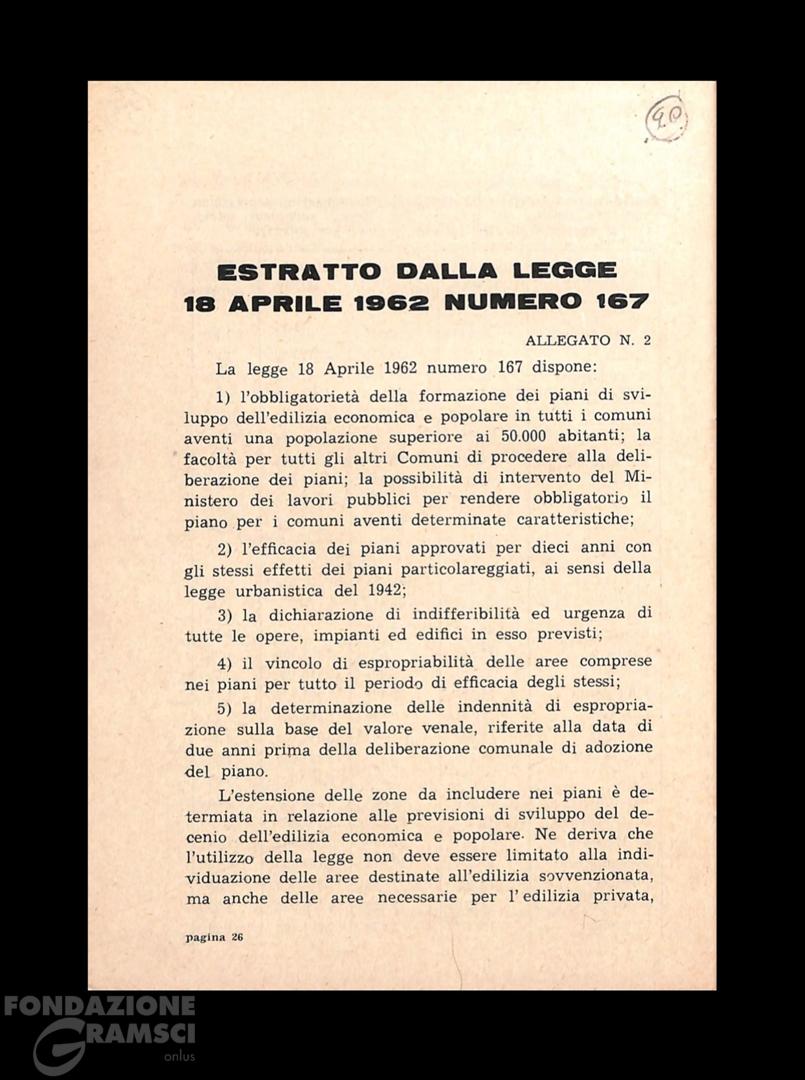 20
ESTRATTO DALLA LEGGE
18 APRILE 1962 NUMERO 167
ALLEGATO N. 2
La legge 18 Aprile 1962 numero 167 dispone:
1) l'obbligatorietà della formazione dei piani di svi-
luppo dell'edilizia economica e popolare in tutti i comuni
aventi una popolazione superiore ai 50.000 abitanti; la
facoltà per tutti gli altri Comuni di procedere alla deli-
berazione dei piani; la possibilità di intervento del Mi-
nistero dei lavori pubblici per rendere obbligatorio il
piano per i comuni aventi determinate caratteristiche;
2) l'efficacia dei piani approvati per dieci anni con
gli stessi effetti dei piani particolareggiati, ai sensi della
legge urbanistica del 1942;
3) la dichiarazione di indifferibilità ed urgenza di
tutte le opere, impianti ed edifici in esso previsti;
4) il vincolo di espropriabilità delle aree comprese
nei piani per tutto il periodo di efficacia degli stessi;
5) la determinazione delle indennità di espropria-
zione sulla base del valore venale, riferite alla data di
due anni prima della deliberazione comunale di adozione
del piano.
L'estensione delle zone da includere nei piani è de-
termiata in relazione alle previsioni di sviluppo del de-
cenio dell'edilizia economica e popolare. Ne deriva che
l'utilizzo della legge non deve essere limitato alla indi-
viduazione delle aree destinate all'edilizia sovvenzionata,
ma anche delle aree necessarie per l'edilizia privata,
pagina 26
FONDAZIONE
GRAMSCI
onlus